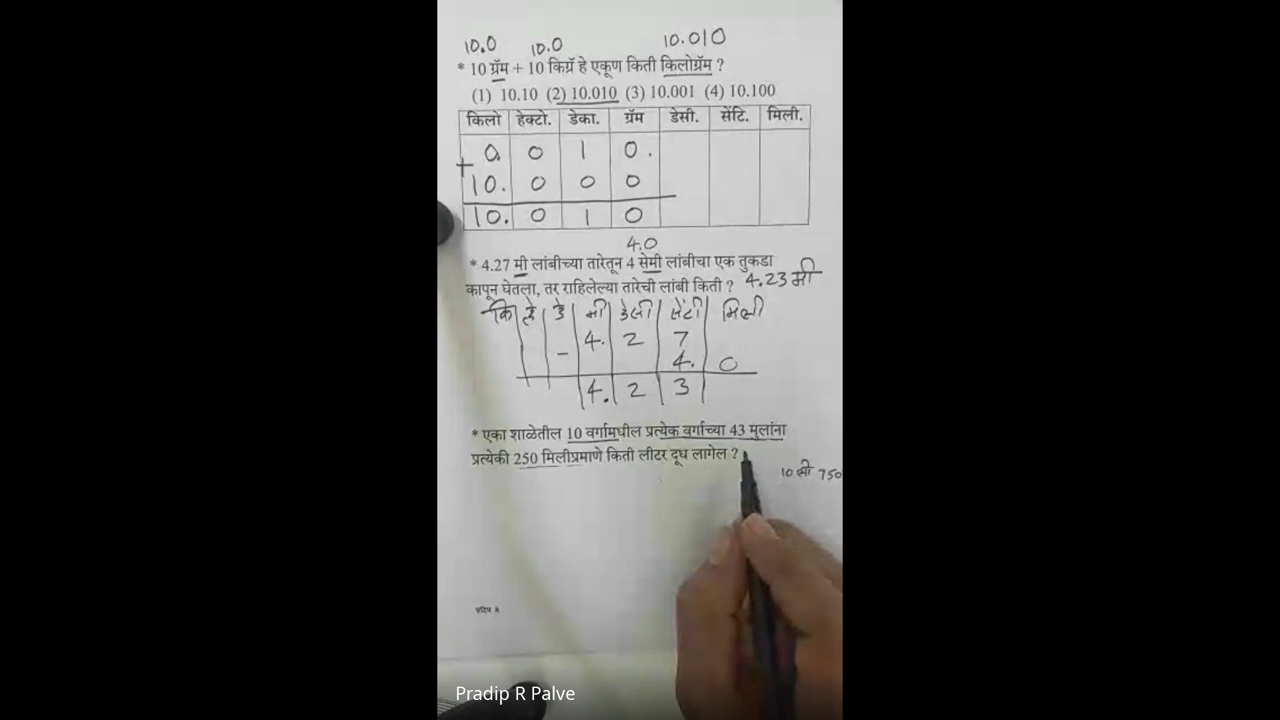 10.0 10.0 10.010
* 10 ग्रॅम + 10 किग्रॅ हे एकूण किती किलोग्रॅम ?
(1) 10.10 (2) 10.010 (3) 10.001 (4) 10.100
किलो हेक्टो. डेका. ग्रॅम डेसी. सेंटि. मिली.
0. 0 1 0.
+ 10. 0 0 0
10. 0 1 0
4.0
* 4.27 मी लांबीच्या तारेतून 4 सेमी लांबीचा एक तुकडा
कापून घेतला, तर राहिलेल्या तारेची लांबी किती ? 4.23 मी
कि हे डे मी डेसी सेंटी मिली
4. 2 7
- 4. 0
4. 2 3
* एका शाळेतील 10 वर्गामधील प्रत्येक वर्गाच्या 43 मुलांना
प्रत्येकी 250 मिलीप्रमाणे किती लीटर दूध लागेल ?
10 ली 750
Pradip R Palve